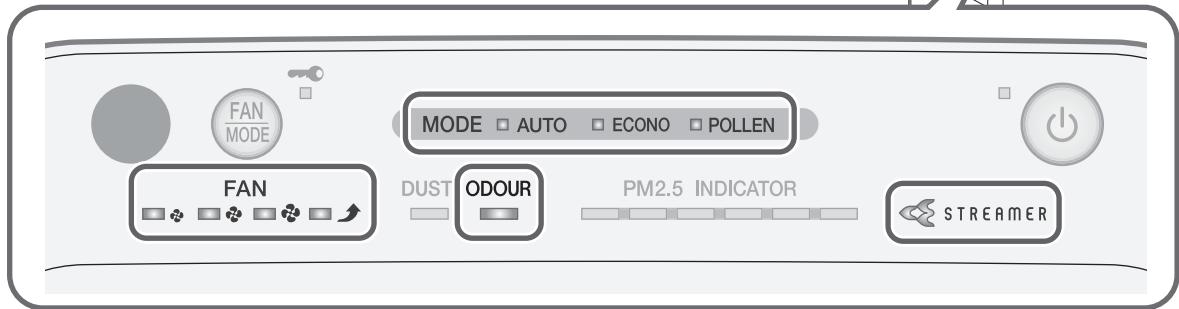 FAN
MODE
MODE AUTO ECONO POLLEN
FAN
DUST ODOUR PM2.5 INDICATOR
STREAMER